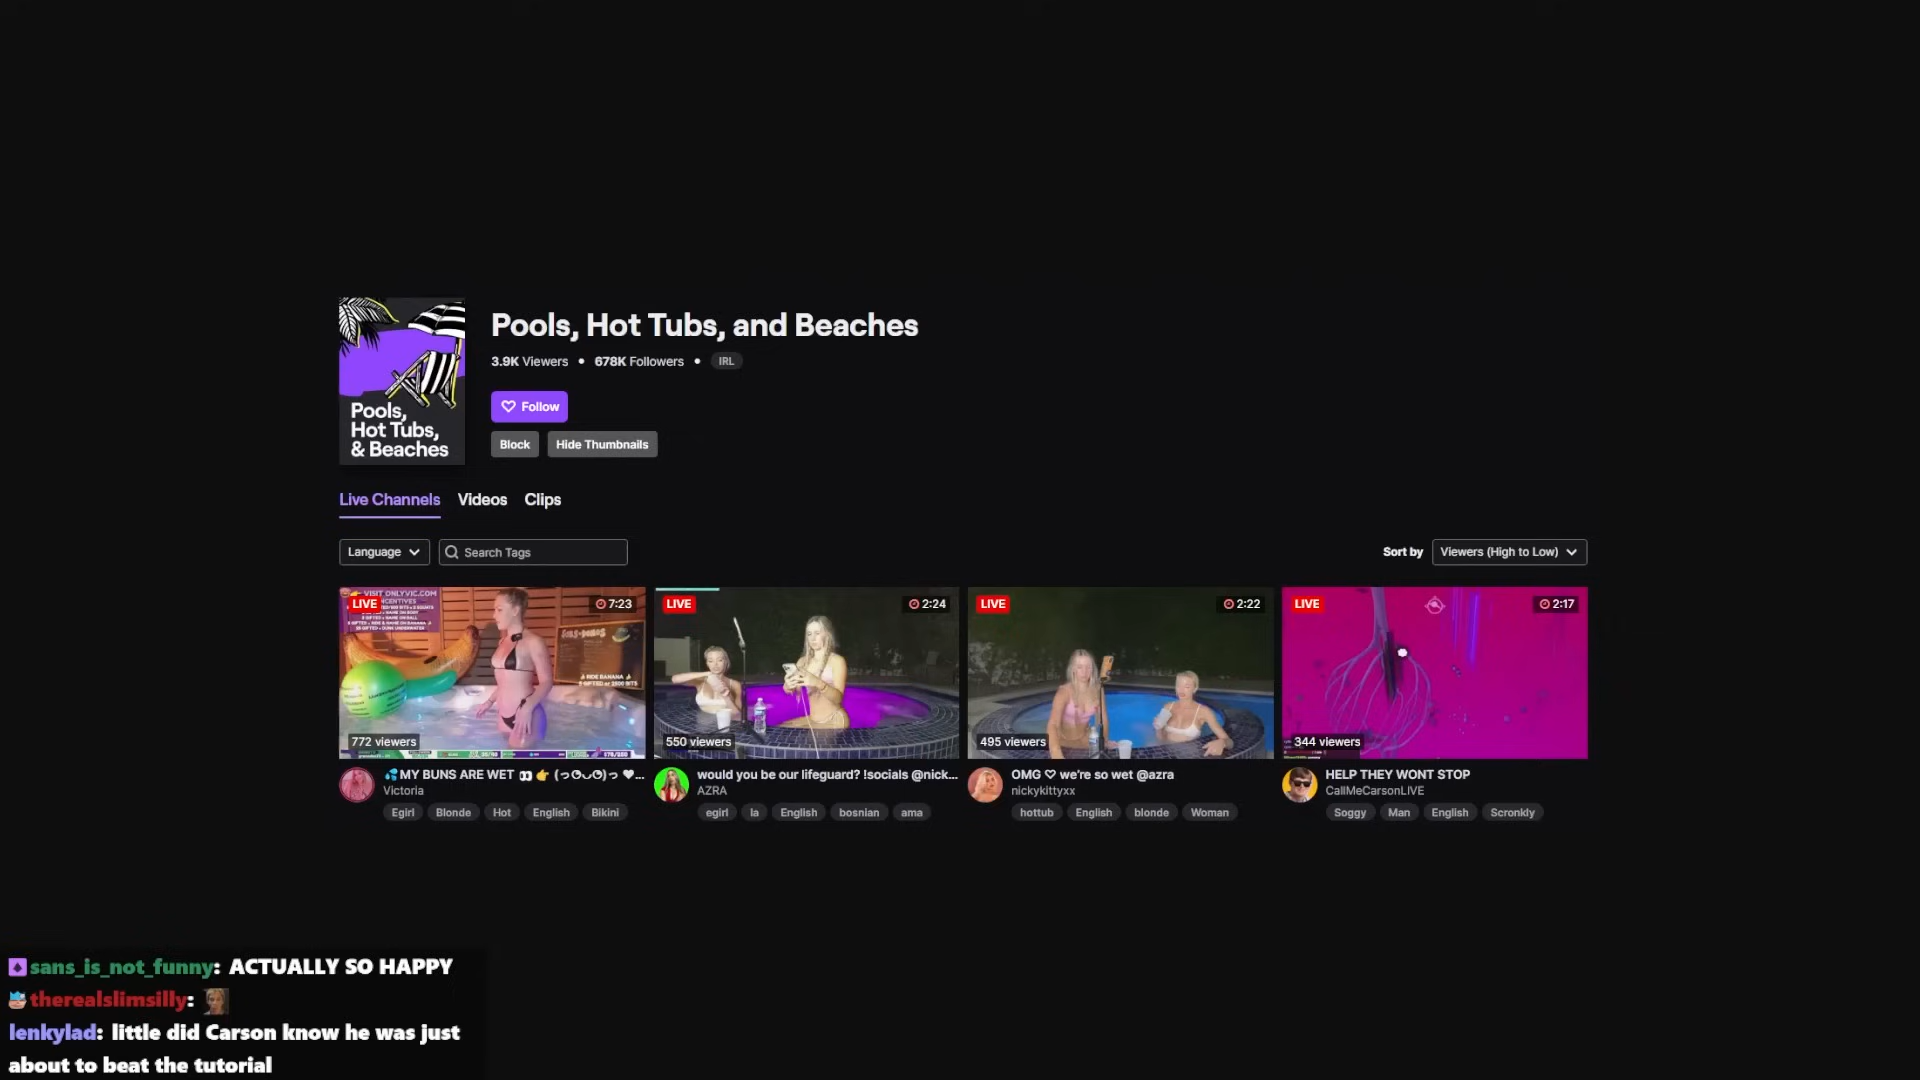 Pools,
Hot Tubs,
& Beaches
Pools, Hot Tubs, and Beaches
3.9K Viewers • 678K Followers • IRL
Follow
Block Hide Thumbnails
Live Channels Videos Clips
Language Search Tags
Sort by Viewers (High to Low)
VISIT ONLYVIC.COM
LIVE 7:23
772 viewers
MY BUNS ARE WET
Victoria
Egirl Blonde Hot English Bikini
LIVE 2:24
550 viewers
would you be our lifeguard? !socials @nick...
AZRA
egirl la English bosnian ama
LIVE 2:22
495 viewers
OMG ♡ we're so wet @azra
nickykittyxx
hottub English blonde Woman
LIVE 2:17
344 viewers
HELP THEY WONT STOP
CallMeCarsonLIVE
Soggy Man English Scronkly
sans_is_not_funny: ACTUALLY SO HAPPY
therealslimsilly:
lenkylad: little did Carson know he was just
about to beat the tutorial